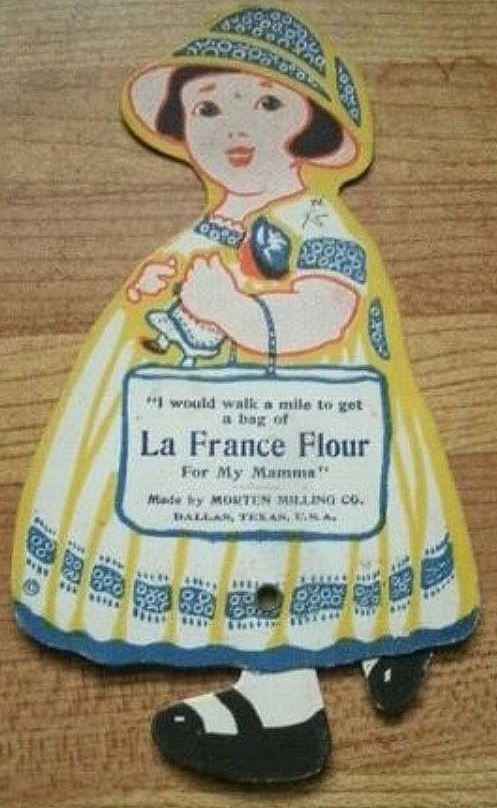 "I would walk a mile to get
a bag of
La France Flour
For My Mamma"
Made by MORTEN MILLING CO.
DALLAS, TEXAS, U.S.A.
©